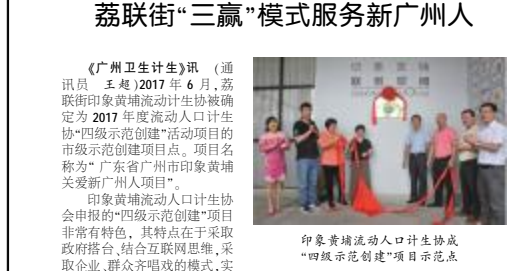 荔联街“三赢”模式服务新广州人
《广州卫生计生》讯 （通
讯员 王超）2017 年 6 月，荔
联街印象黄埔流动计生协被确
定为 2017 年度流动人口计生
协“四级示范创建”活动项目的
市级示范创建项目点。项目名
称为“广东省广州市印象黄埔
关爱新广州人项目”。
印象黄埔流动人口计生协
会申报的“四级示范创建”项目
非常有特色，其特点在于采取
政府搭台、结合互联网思维，采
取企业、群众齐唱戏的模式，实
印象黄埔
印象黄埔流动人口计生协成
“四级示范创建”项目示范点